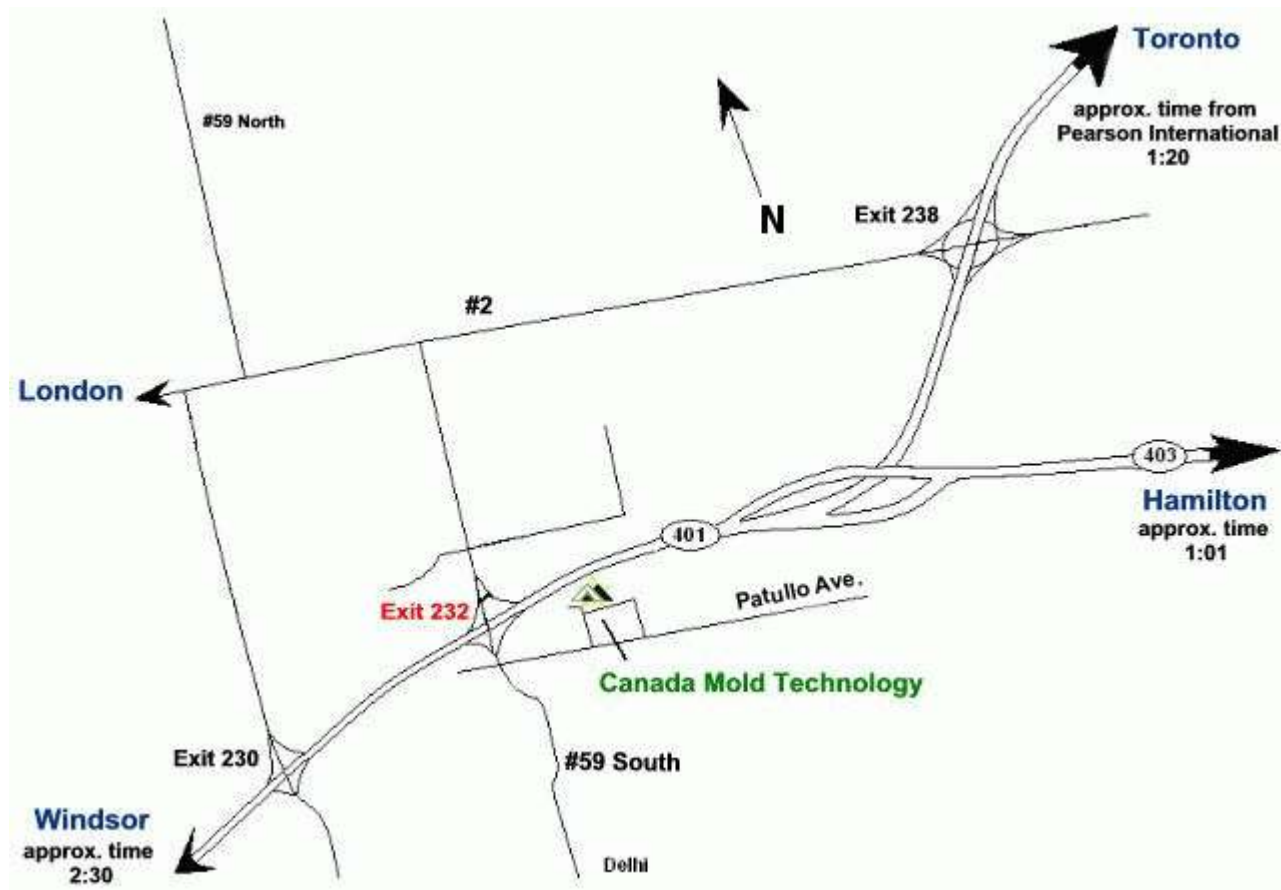 Toronto
#59 North
approx. time from
Pearson International
1:20
N
Exit 238
#2
London
403
Hamilton
approx. time
1:01
401
Patullo Ave.
Exit 232
Canada Mold Technology
Exit 230
#59 South
Windsor
approx. time
2:30
Delhi